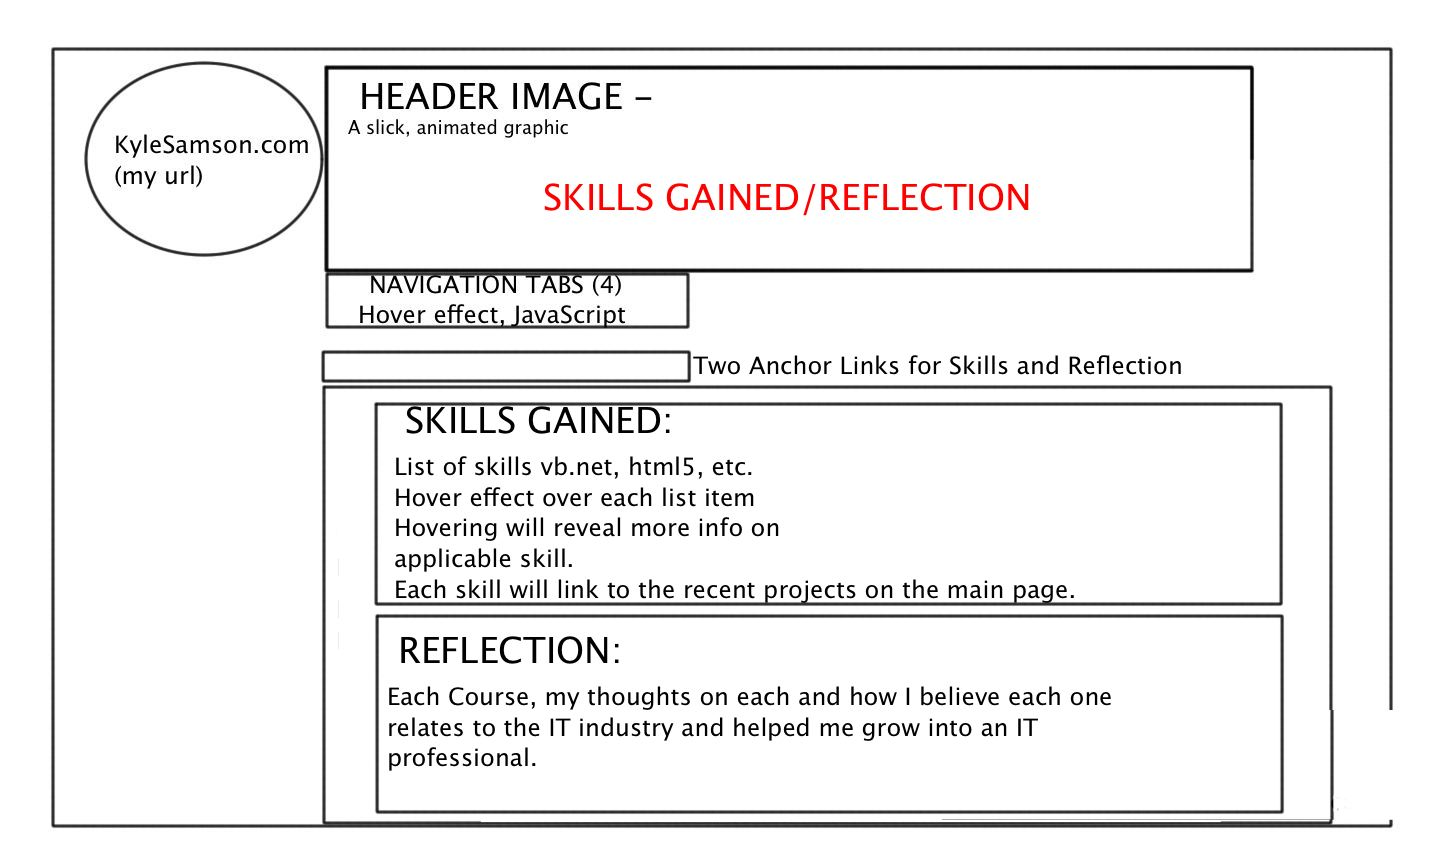 HEADER IMAGE –
A slick, animated graphic
KyleSamson.com
(my url)
SKILLS GAINED/REFLECTION
NAVIGATION TABS (4)
Hover effect, JavaScript
Two Anchor Links for Skills and Reflection
SKILLS GAINED:
List of skills vb.net, html5, etc.
Hover effect over each list item
Hovering will reveal more info on
applicable skill.
Each skill will link to the recent projects on the main page.
REFLECTION:
Each Course, my thoughts on each and how I believe each one
relates to the IT industry and helped me grow into an IT
professional.